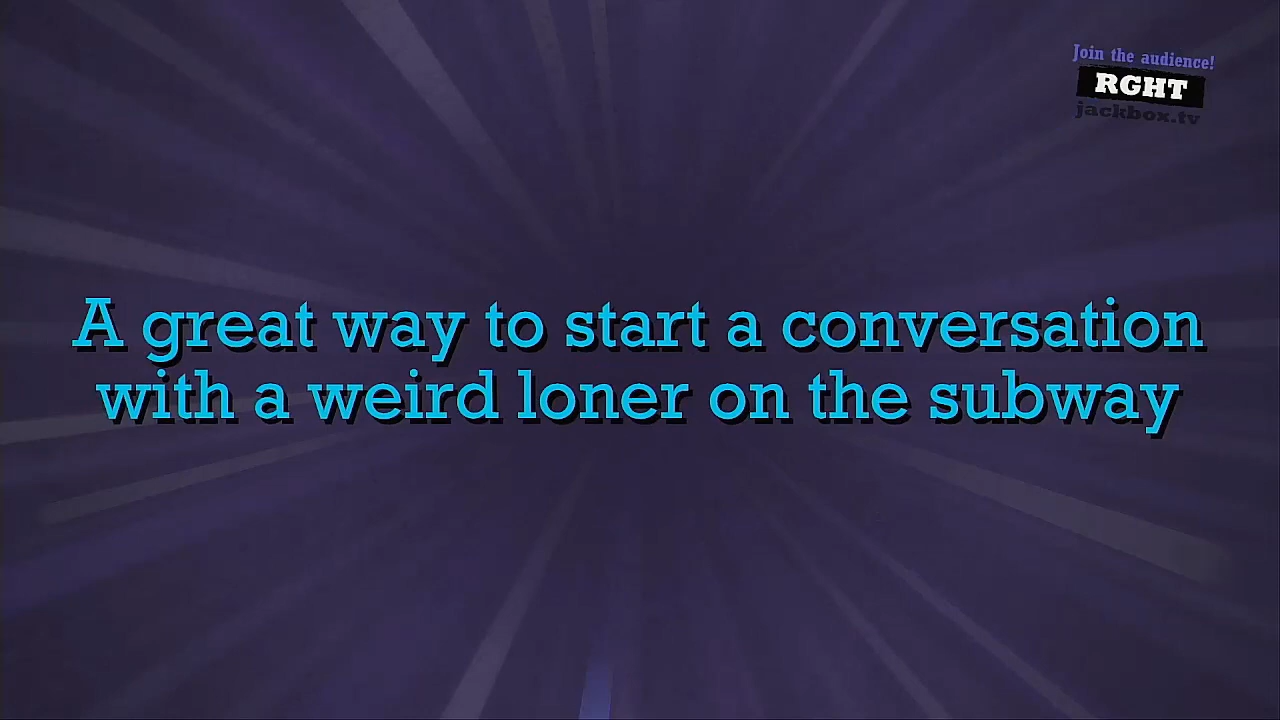 Join the audience!
RGHT
jackbox.tv
A great way to start a conversation
with a weird loner on the subway